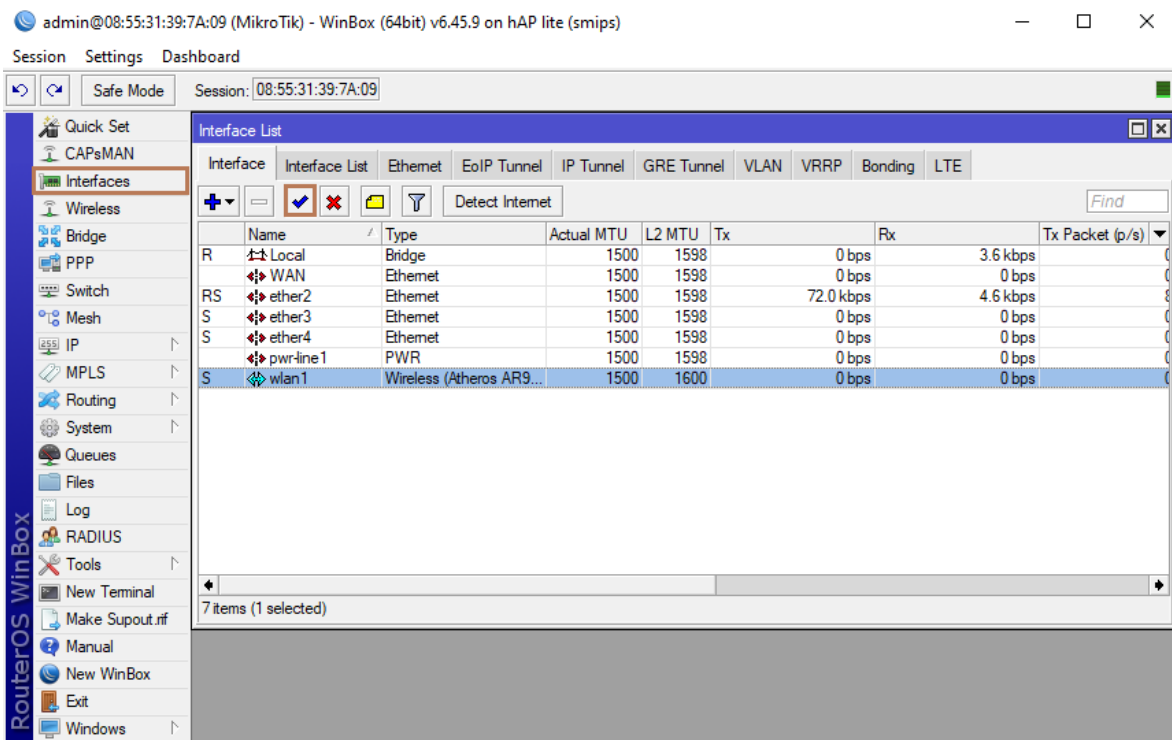 admin@08:55:31:39:7A:09 (MikroTik) - WinBox (64bit) v6.45.9 on hAP lite (smips)
Session Settings Dashboard
Safe Mode Session: 08:55:31:39:7A:09
Quick Set
CAPsMAN
Interfaces
Wireless
Bridge
PPP
Switch
Mesh
IP
MPLS
Routing
System
Queues
Files
Log
RADIUS
Tools
New Terminal
Make Supout.rif
Manual
New WinBox
Exit
Windows
RouterOS WinBox
Interface List
Interface Interface List Ethernet EoIP Tunnel IP Tunnel GRE Tunnel VLAN VRRP Bonding LTE
Detect Internet Find
Name Type Actual MTU L2 MTU Tx Rx Tx Packet (p/s)
R Local Bridge 1500 1598 0 bps 3.6 kbps
WAN Ethernet 1500 1598 0 bps 0 bps
RS ether2 Ethernet 1500 1598 72.0 kbps 4.6 kbps
S ether3 Ethernet 1500 1598 0 bps 0 bps
S ether4 Ethernet 1500 1598 0 bps 0 bps
pwr-line1 PWR 1500 1598 0 bps 0 bps
S wlan1 Wireless (Atheros AR9... 1500 1600 0 bps 0 bps
7 items (1 selected)